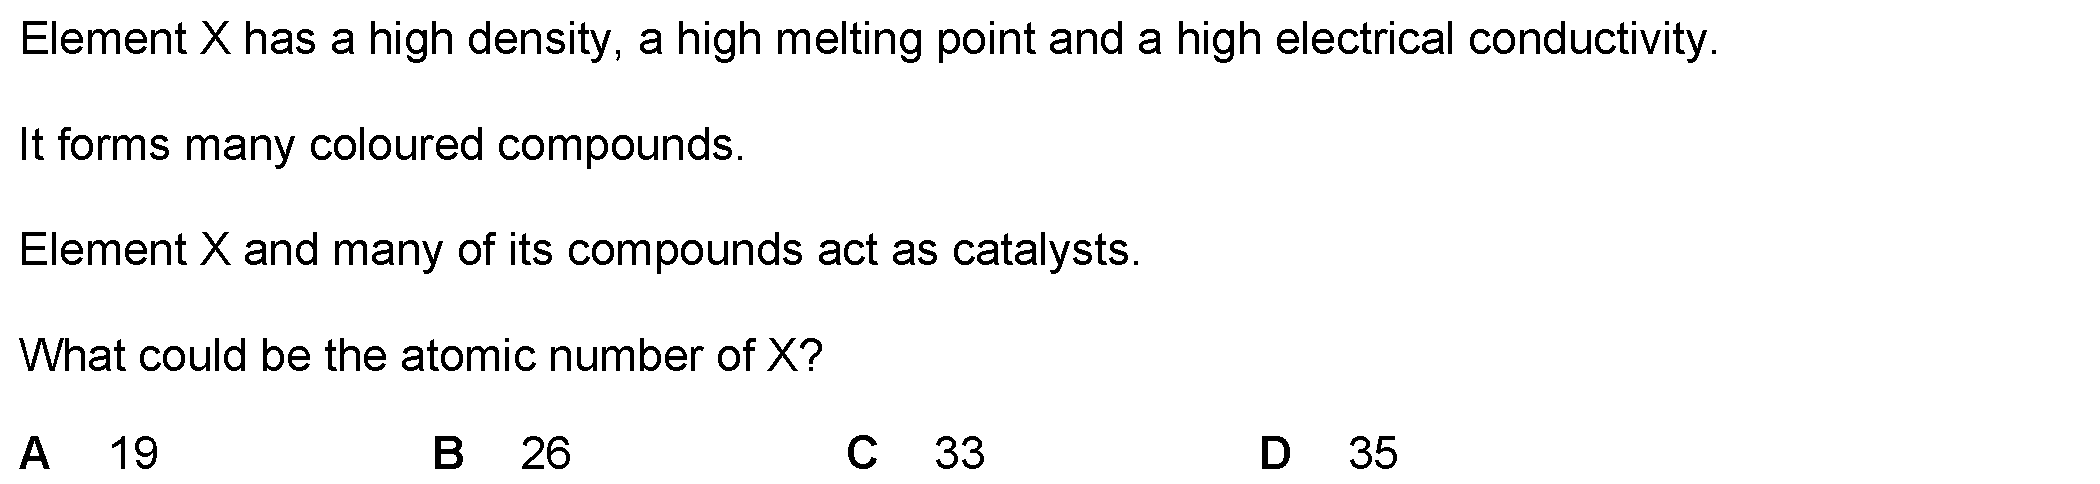 Element X has a high density, a high melting point and a high electrical conductivity.
It forms many coloured compounds.
Element X and many of its compounds act as catalysts.
What could be the atomic number of X?
A 19 B 26 C 33 D 35